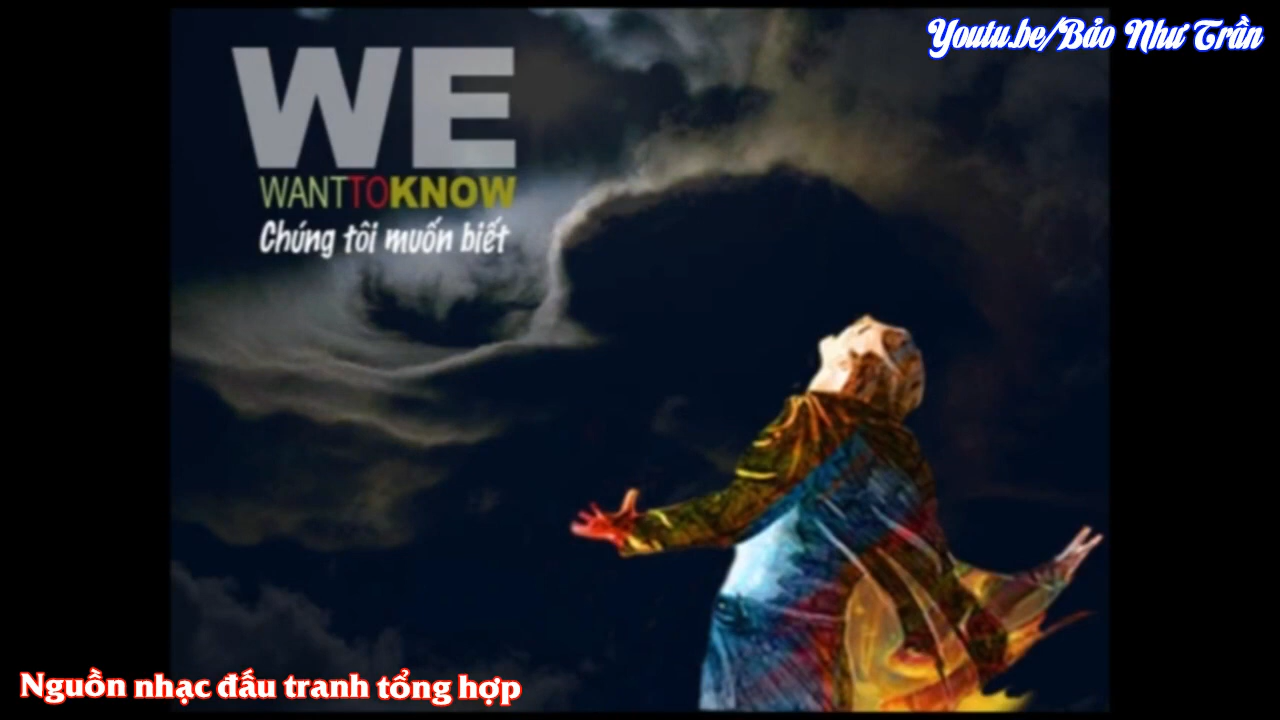 Youtu.be/Bảo Như Trần
WE
WANTTOKNOW
Chúng tôi muốn biết
Nguồn nhạc đấu tranh tổng hợp